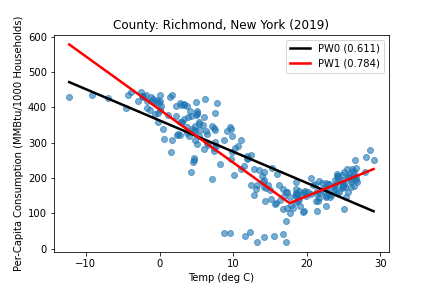 County: Richmond, New York (2019)
Per-Capita Consumption (MMBtu/1000 Households)
600
500
400
300
200
100
0
PW0 (0.611)
PW1 (0.784)
−10
0
10
20
30
Temp (deg C)